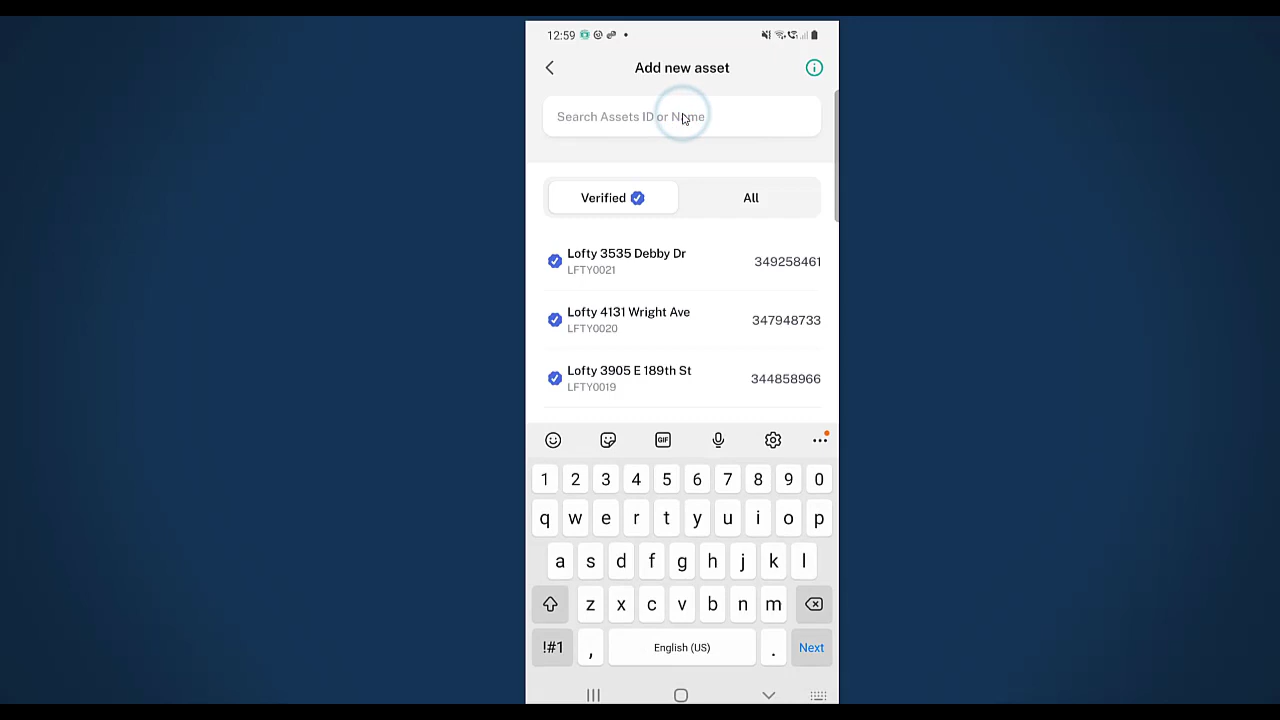 12:59
Add new asset
Search Assets ID or Name
Verified
All
Lofty 3535 Debby Dr
LFTY0021
349258461
Lofty 4131 Wright Ave
LFTY0020
347948733
Lofty 3905 E 189th St
LFTY0019
344858966
GIF
1 2 3 4 5 6 7 8 9 0
q w e r t y u i o p
a s d f g h j k l
z x c v b n m
!#1 , English (US) . Next